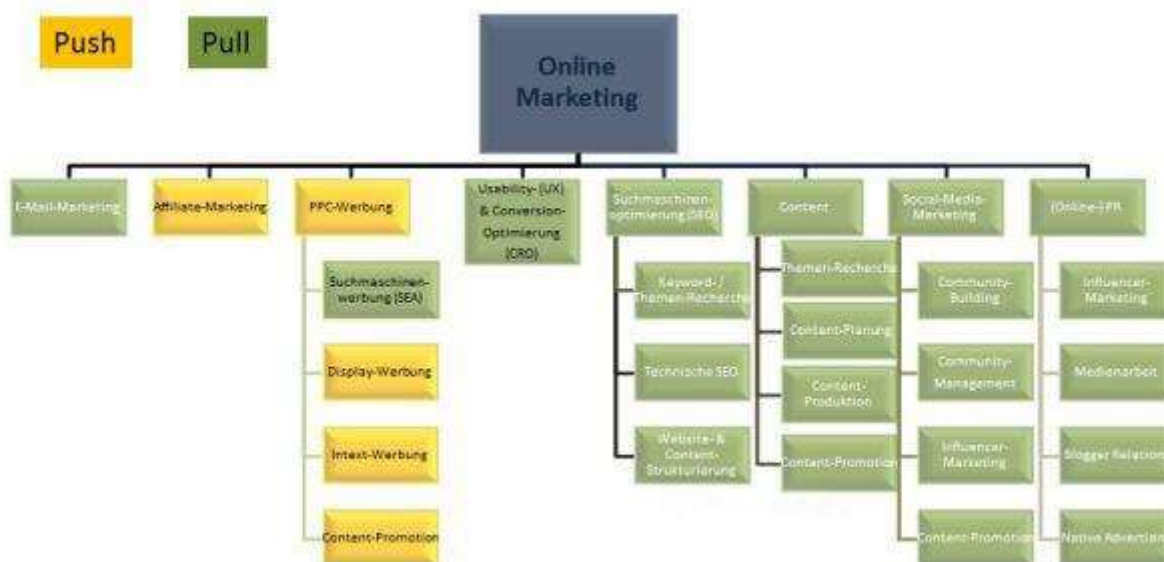 Push
Pull
Online
Marketing
E-Mail-Marketing
Affiliate-Marketing
PPC-Werbung
Suchmaschinen-
werbung (SEA)
Display-Werbung
Intext-Werbung
Content-Promotion
Usability- (UX)
& Conversion-
Optimierung
(CRO)
Suchmaschinen-
optimierung (SEO)
Keyword- /
Themen-Recherche
Technische SEO
Website- &
Content-
Strukturierung
Content
Themen-Recherche
Content-Planung
Content-
Produktion
Content-Promotion
Social-Media-
Marketing
Community-
Building
Community-
Management
Influencer-
Marketing
Content-Promotion
(Online-) PR
Influencer-
Marketing
Medienarbeit
Blogger Relation
Native Advertisin